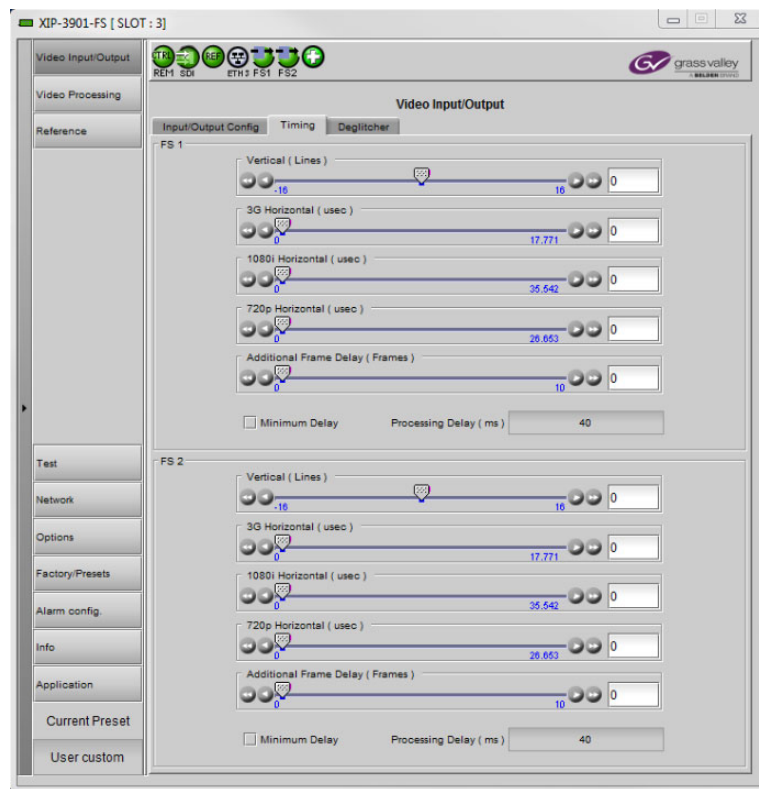 XIP-3901-FS [ SLOT : 3]
Video Input/Output
Video Processing
Reference
CTRL
REF
REM SDI ETH 2 FS1 FS2
GV grass valley
A BELDEN BRAND
Video Input/Output
Input/Output Config Timing Deglitcher
FS 1
Vertical ( Lines )
-16 16 0
3G Horizontal ( usec )
0 17.771 0
1080i Horizontal ( usec )
0 35.542 0
720p Horizontal ( usec )
0 26.653 0
Additional Frame Delay ( Frames )
0 10 0
Minimum Delay Processing Delay ( ms ) 40
FS 2
Vertical ( Lines )
-16 16 0
3G Horizontal ( usec )
0 17.771 0
1080i Horizontal ( usec )
0 35.542 0
720p Horizontal ( usec )
0 26.653 0
Additional Frame Delay ( Frames )
0 10 0
Minimum Delay Processing Delay ( ms ) 40
Test
Network
Options
Factory/Presets
Alarm config.
Info
Application
Current Preset
User custom